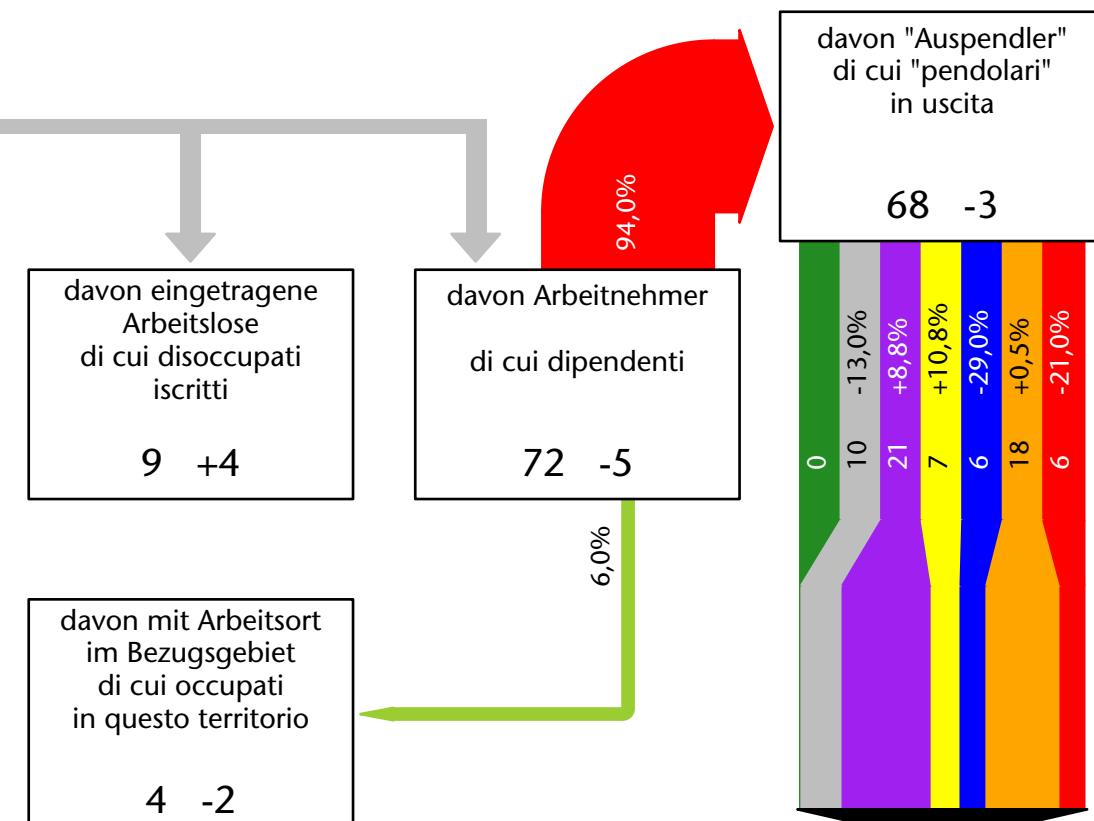 davon "Auspendler"
di cui "pendolari"
in uscita
68 -3
94,0%
davon eingetragene
Arbeitslose
di cui disoccupati
iscritti
9 +4
davon Arbeitnehmer
di cui dipendenti
72 -5
0
10 -13,0%
21 +8,8%
7 +10,8%
6 -29,0%
18 +0,5%
6 -21,0%
6,0%
davon mit Arbeitsort
im Bezugsgebiet
di cui occupati
in questo territorio
4 -2